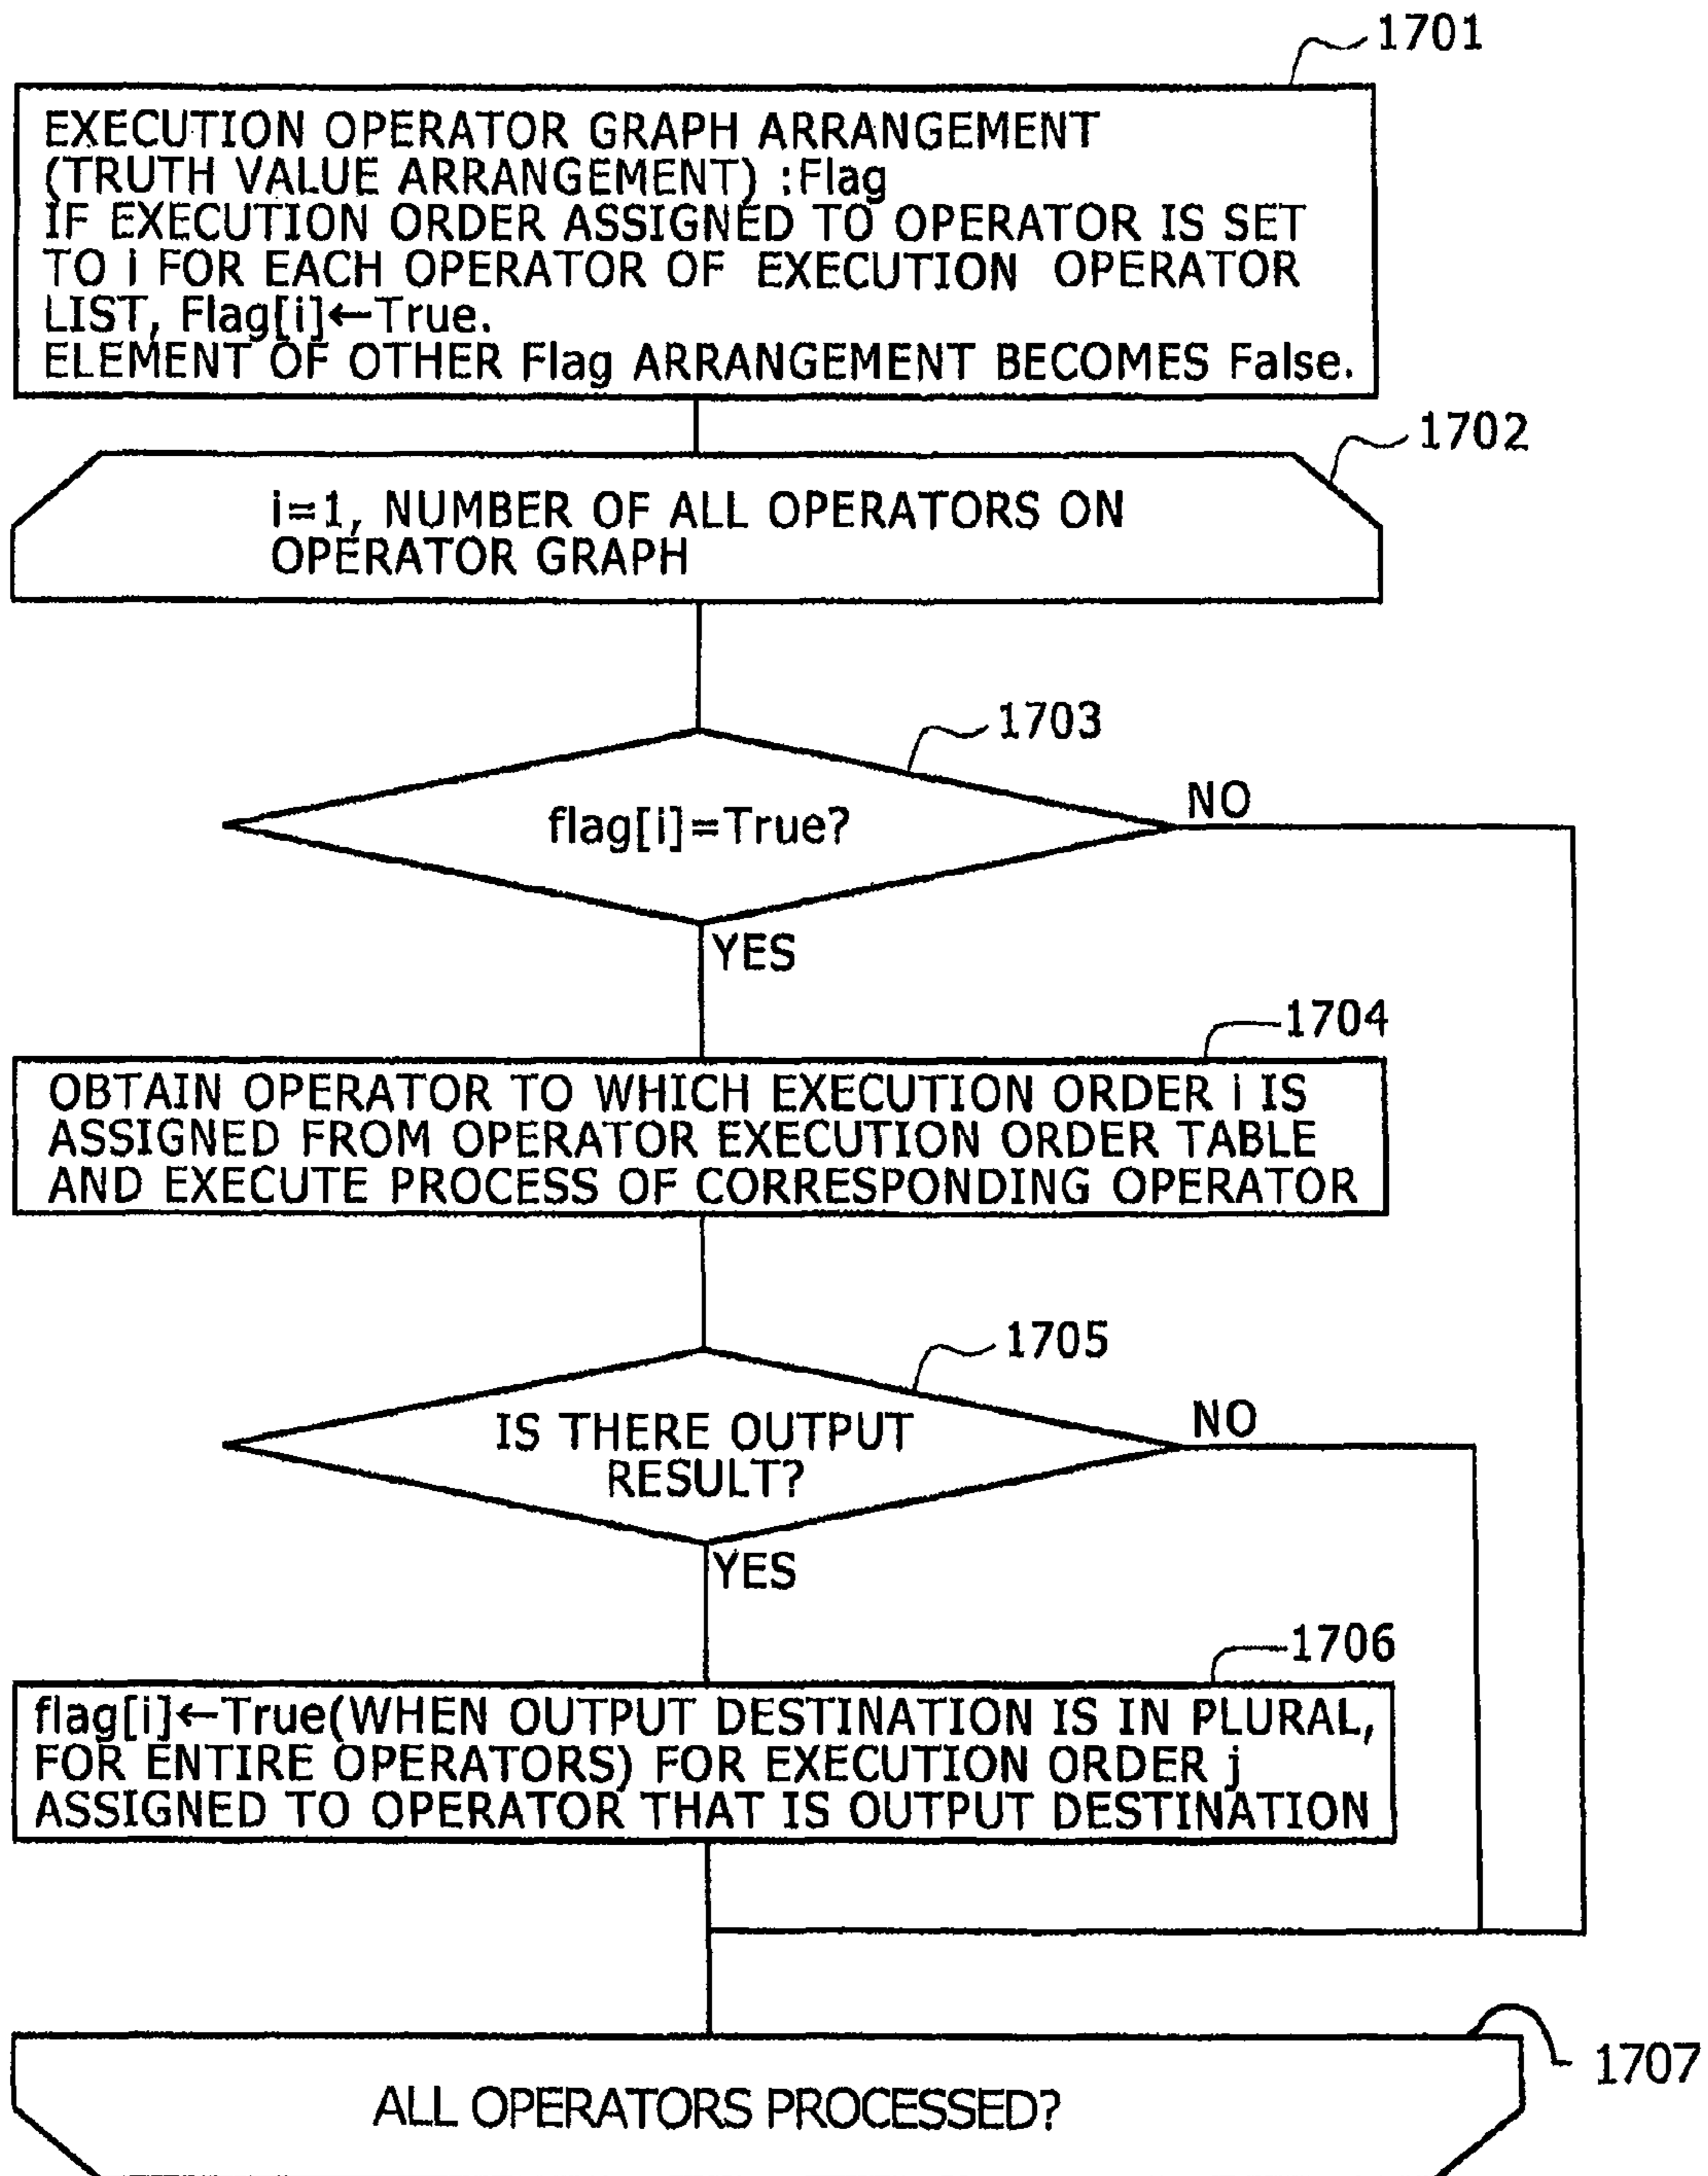 1701
EXECUTION OPERATOR GRAPH ARRANGEMENT
(TRUTH VALUE ARRANGEMENT) :Flag
IF EXECUTION ORDER ASSIGNED TO OPERATOR IS SET
TO i FOR EACH OPERATOR OF EXECUTION OPERATOR
LIST, Flag[i]←True.
ELEMENT OF OTHER Flag ARRANGEMENT BECOMES False.
1702
i=1, NUMBER OF ALL OPERATORS ON
OPERATOR GRAPH
1703
flag[i]=True?
NO
YES
1704
OBTAIN OPERATOR TO WHICH EXECUTION ORDER i IS
ASSIGNED FROM OPERATOR EXECUTION ORDER TABLE
AND EXECUTE PROCESS OF CORRESPONDING OPERATOR
1705
IS THERE OUTPUT
RESULT?
NO
YES
1706
flag[i]←True(WHEN OUTPUT DESTINATION IS IN PLURAL,
FOR ENTIRE OPERATORS) FOR EXECUTION ORDER j
ASSIGNED TO OPERATOR THAT IS OUTPUT DESTINATION
1707
ALL OPERATORS PROCESSED?